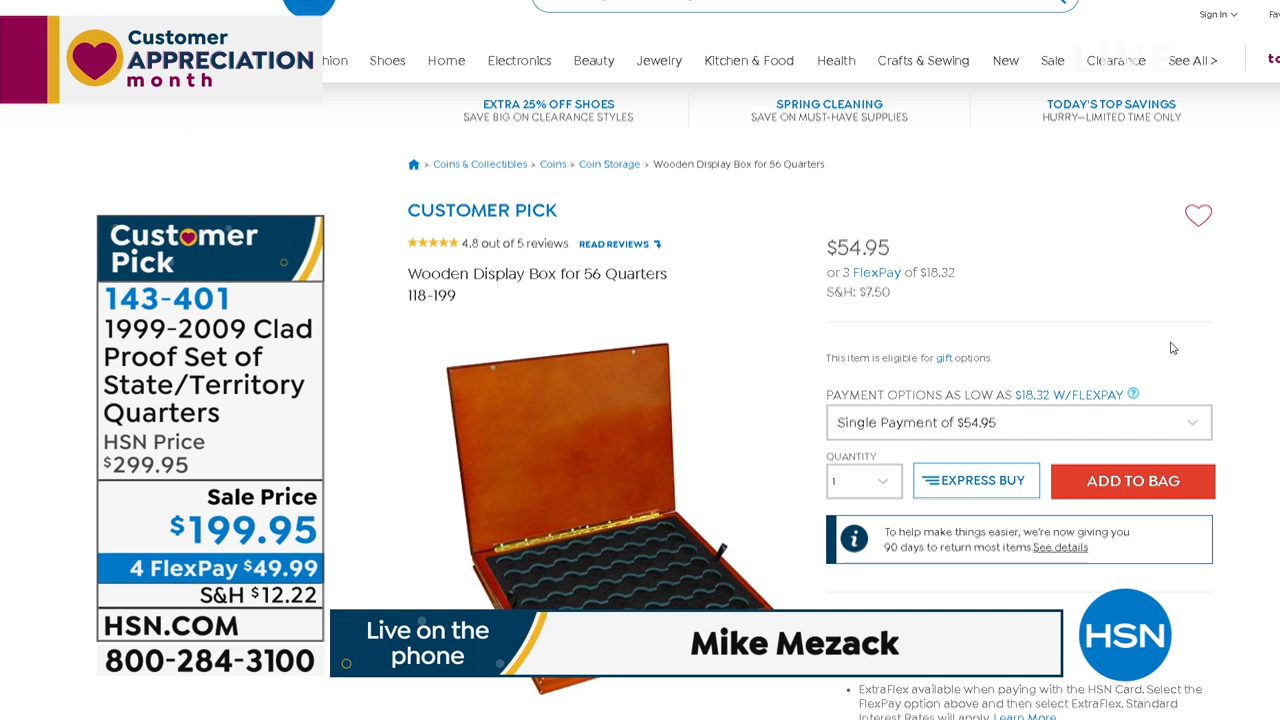 Customer
APPRECIATION
month
Sign In
Shoes
Home
Electronics
Beauty
Jewelry
Kitchen & Food
Health
Crafts & Sewing
New
Sale
Clearance
See All >
LIVE
EXTRA 25% OFF SHOES
SAVE BIG ON CLEARANCE STYLES
SPRING CLEANING
SAVE ON MUST-HAVE SUPPLIES
TODAY'S TOP SAVINGS
HURRY—LIMITED TIME ONLY
> Coins & Collectibles > Coins > Coin Storage > Wooden Display Box for 56 Quarters
CUSTOMER PICK
4.8 out of 5 reviews READ REVIEWS
Wooden Display Box for 56 Quarters
118-199
$54.95
or 3 FlexPay of $18.32
S&H: $7.50
This item is eligible for gift options.
PAYMENT OPTIONS AS LOW AS $18.32 W/FLEXPAY ?
Single Payment of $54.95
QUANTITY
1
EXPRESS BUY
ADD TO BAG
To help make things easier, we're now giving you
90 days to return most items. See details
ExtraFlex available when paying with the HSN Card. Select the
FlexPay option above and then select ExtraFlex. Standard
Interest Rates will apply. Learn More
Customer
Pick
143-401
1999-2009 Clad
Proof Set of
State/Territory
Quarters
HSN Price
$299.95
Sale Price
$199.95
4 FlexPay $49.99
S&H $12.22
HSN.COM
800-284-3100
Live on the
phone
Mike Mezack
HSN